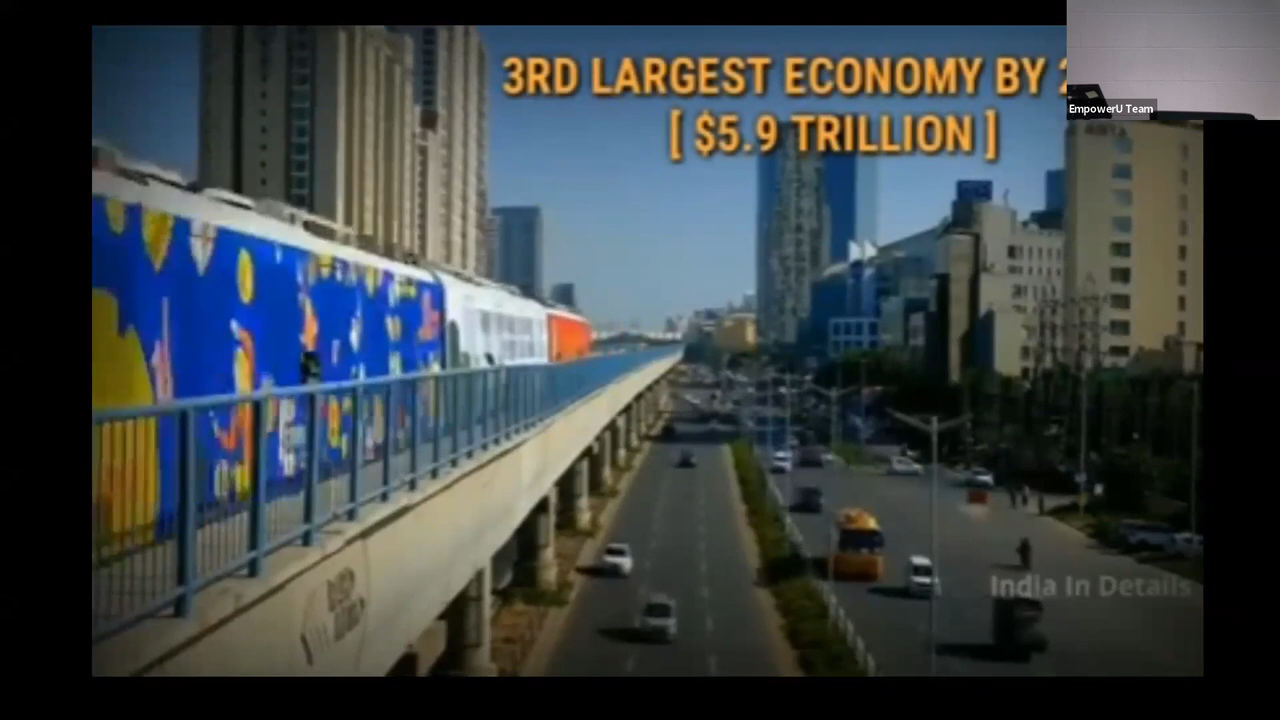 3RD LARGEST ECONOMY BY
[ $5.9 TRILLION ]
EmpowerU Team
India In Details